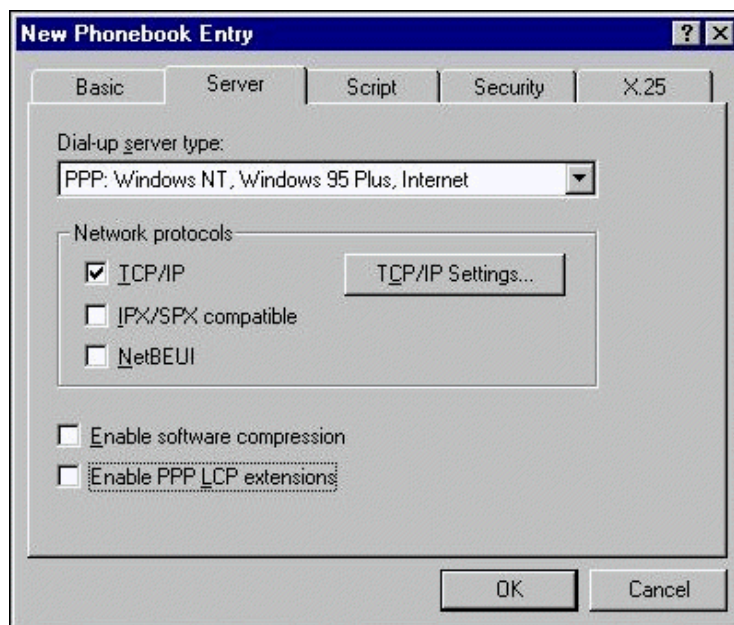 New Phonebook Entry
Basic Server Script Security X.25
Dial-up server type:
PPP: Windows NT, Windows 95 Plus, Internet
Network protocols
TCP/IP TCP/IP Settings...
IPX/SPX compatible
NetBEUI
Enable software compression
Enable PPP LCP extensions
OK Cancel